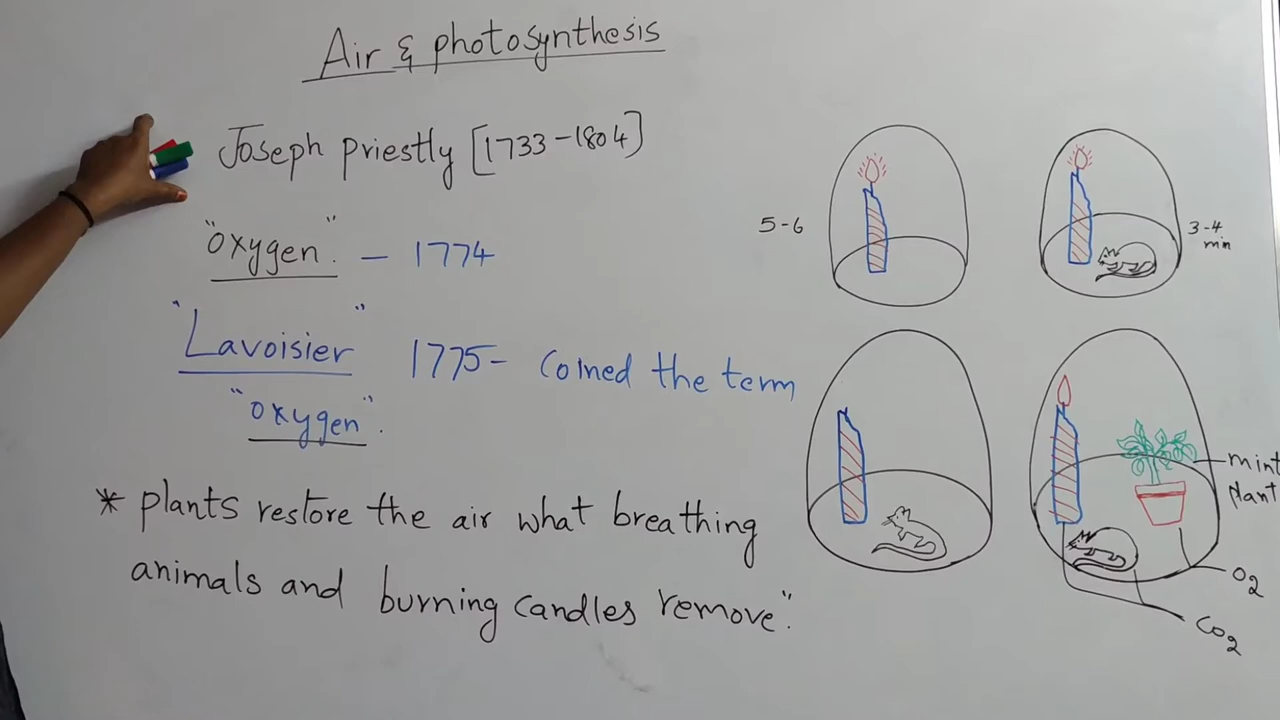 Air & photosynthesis
Joseph priestly [1733-1804]
"oxygen". - 1774
"Lavoisier" 1775- Coined the term
"oxygen".
* plants restore the air what breathing
animals and burning candles remove".
5-6
3-4
min
mint
plant
O2
CO2